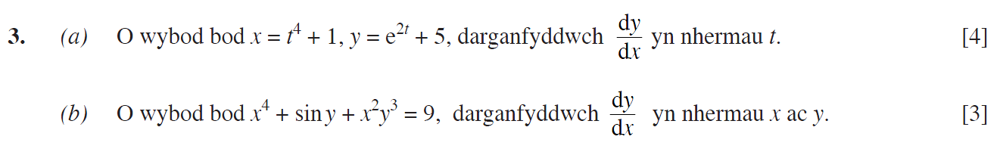 3. (a) O wybod bod x = t⁴ + 1, y = e²ᵗ + 5, darganfyddwch dy/dx yn nhermau t. [4]
(b) O wybod bod x⁴ + sin y + x²y³ = 9, darganfyddwch dy/dx yn nhermau x ac y. [3]